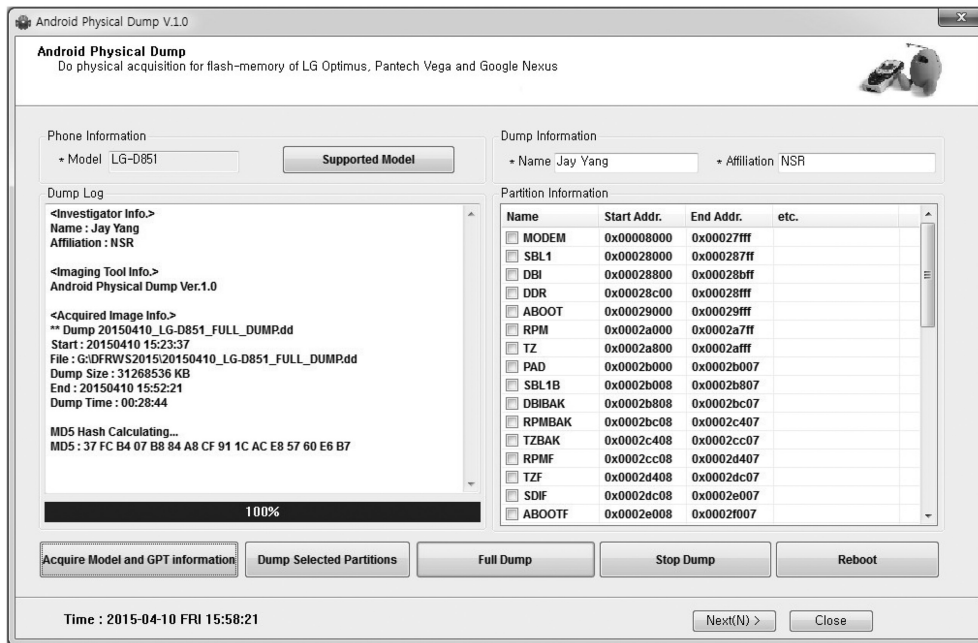 Android Physical Dump V.1.0
x
Android Physical Dump
Do physical acquisition for flash-memory of LG Optimus, Pantech Vega and Google Nexus
Phone Information
* Model LG-D851
Supported Model
Dump Information
* Name Jay Yang * Affiliation NSR
Dump Log
<Investigator Info.>
Name : Jay Yang
Affiliation : NSR
<Imaging Tool Info.>
Android Physical Dump Ver.1.0
<Acquired Image Info.>
** Dump 20150410_LG-D851_FULL_DUMP.dd
Start : 20150410 15:23:37
File : G:\DFRWS2015\20150410_LG-D851_FULL_DUMP.dd
Dump Size : 31268536 KB
End : 20150410 15:52:21
Dump Time : 00:28:44
MD5 Hash Calculating...
MD5 : 37 FC B4 07 B8 84 A8 CF 91 1C AC E8 57 60 E6 B7
100%
Partition Information
Name Start Addr. End Addr. etc.
MODEM 0x00008000 0x00027fff
SBL1 0x00028000 0x000287ff
DBI 0x00028800 0x00028bff
DDR 0x00028c00 0x00028fff
ABOOT 0x00029000 0x00029fff
RPM 0x0002a000 0x0002a7ff
TZ 0x0002a800 0x0002afff
PAD 0x0002b000 0x0002b007
SBL1B 0x0002b008 0x0002b807
DBIBAK 0x0002b808 0x0002bc07
RPMBAK 0x0002bc08 0x0002c407
TZBAK 0x0002c408 0x0002cc07
RPMF 0x0002cc08 0x0002d407
TZF 0x0002d408 0x0002dc07
SDIF 0x0002dc08 0x0002e007
ABOOTF 0x0002e008 0x0002f007
Acquire Model and GPT information
Dump Selected Partitions
Full Dump
Stop Dump
Reboot
Time : 2015-04-10 FRI 15:58:21
Next(N) >
Close